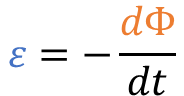 ε = − dΦ/dt